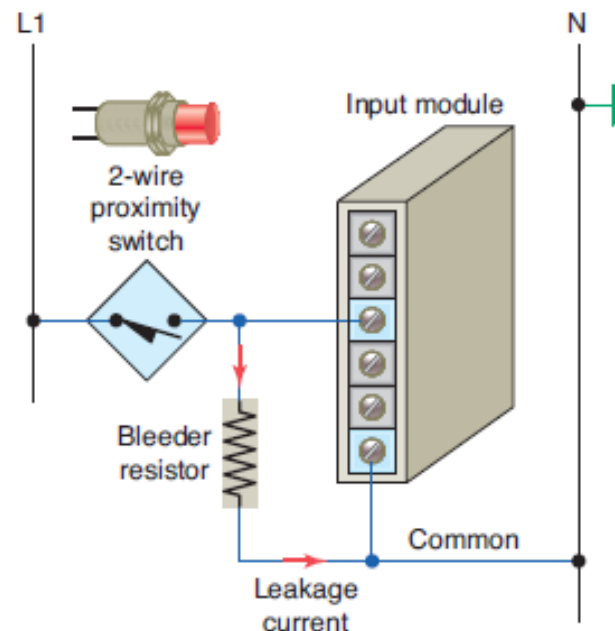 L1
N
Input module
2-wire
proximity
switch
Bleeder
resistor
Common
Leakage
current